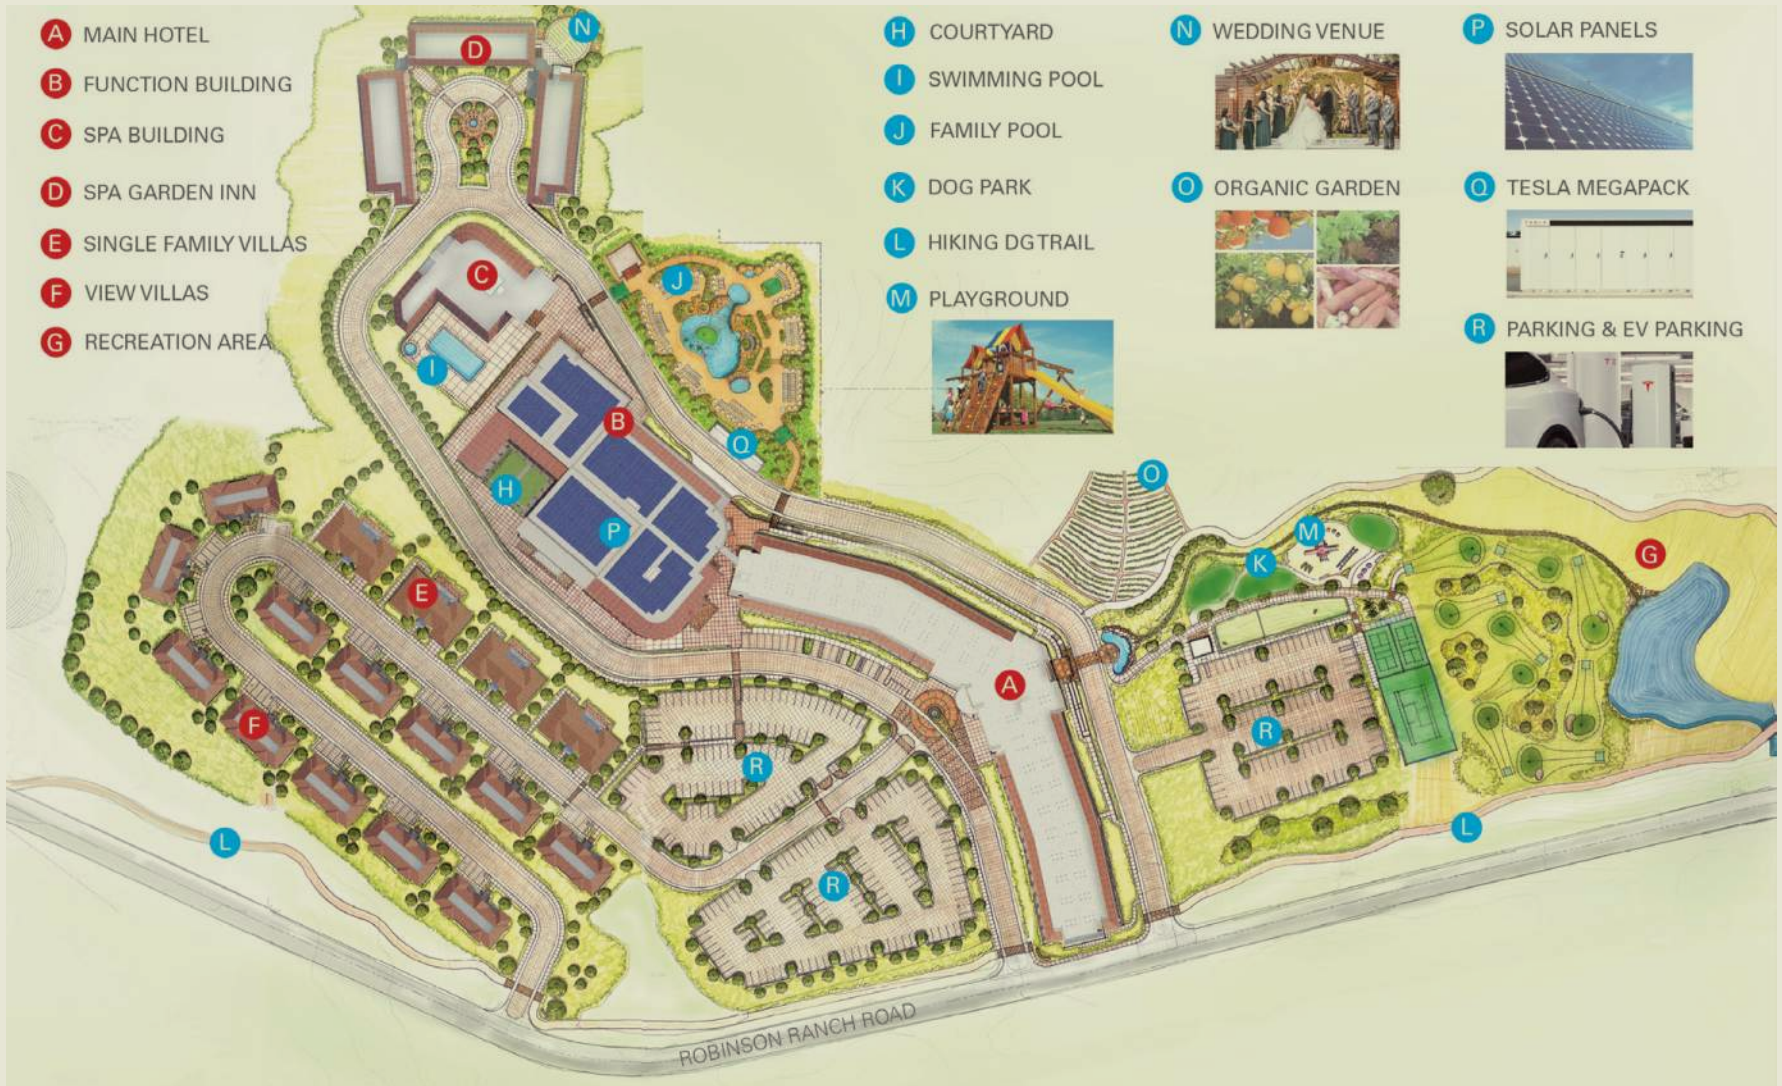 A MAIN HOTEL
B FUNCTION BUILDING
C SPA BUILDING
D SPA GARDEN INN
E SINGLE FAMILY VILLAS
F VIEW VILLAS
G RECREATION AREA
H COURTYARD
I SWIMMING POOL
J FAMILY POOL
K DOG PARK
L HIKING DG TRAIL
M PLAYGROUND
N WEDDING VENUE
O ORGANIC GARDEN
P SOLAR PANELS
Q TESLA MEGAPACK
R PARKING & EV PARKING
N
D
C
J
I
B
Q
H
P
O
M
K
G
E
A
F
R
R
R
L
L
ROBINSON RANCH ROAD